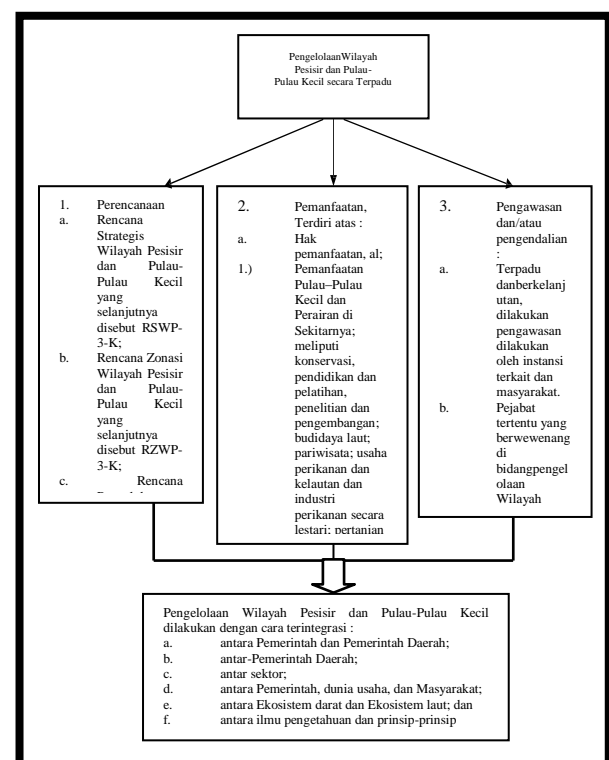 PengelolaanWilayah
Pesisir dan Pulau-
Pulau Kecil secara Terpadu
1. Perencanaan
a. Rencana
Strategis
Wilayah Pesisir
dan Pulau-
Pulau Kecil
yang
selanjutnya
disebut RSWP-
3-K;
b. Rencana Zonasi
Wilayah Pesisir
dan Pulau-
Pulau Kecil
yang
selanjutnya
disebut RZWP-
3-K;
c. Rencana
2. Pemanfaatan,
Terdiri atas :
a. Hak
pemanfaatan, al;
1.) Pemanfaatan
Pulau–Pulau
Kecil dan
Perairan di
Sekitarnya;
meliputi
konservasi,
pendidikan dan
pelatihan,
penelitian dan
pengembangan;
budidaya laut;
pariwisata; usaha
perikanan dan
kelautan dan
industri
perikanan secara
lestari; pertanian
3. Pengawasan
dan/atau
pengendalian
:
a. Terpadu
danberkelanj
utan,
dilakukan
pengawasan
dilakukan
oleh instansi
terkait dan
masyarakat.
b. Pejabat
tertentu yang
berwewenang
di
bidangpengel
olaan
Wilayah
Pengelolaan Wilayah Pesisir dan Pulau-Pulau Kecil
dilakukan dengan cara terintegrasi :
a. antara Pemerintah dan Pemerintah Daerah;
b. antar-Pemerintah Daerah;
c. antar sektor;
d. antara Pemerintah, dunia usaha, dan Masyarakat;
e. antara Ekosistem darat dan Ekosistem laut; dan
f. antara ilmu pengetahuan dan prinsip-prinsip